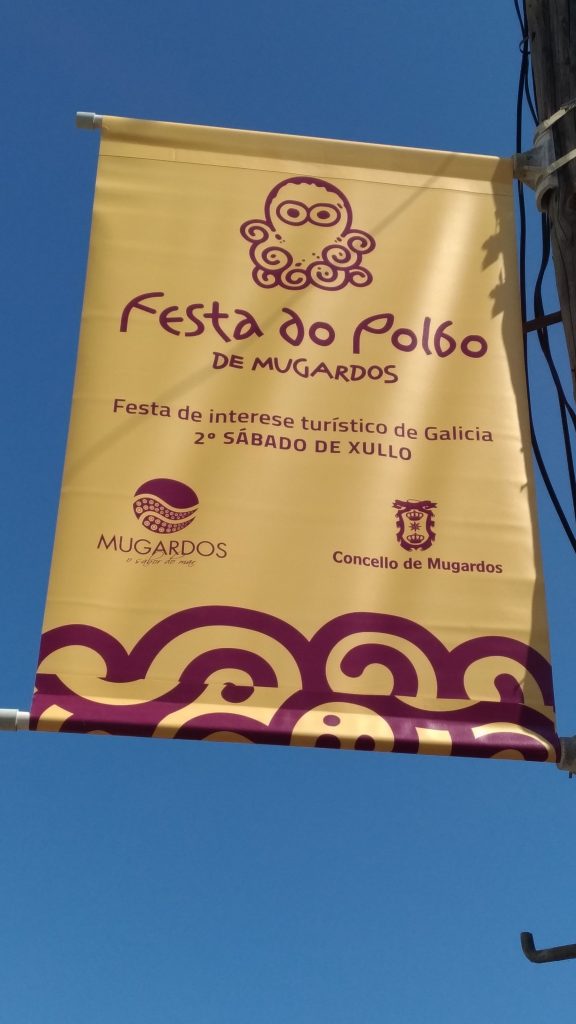 Festa do Polbo
DE MUGARDOS
Festa de interese turístico de Galicia
2º SÁBADO DE XULLO
MUGARDOS
o sabor do mar
Concello de Mugardos